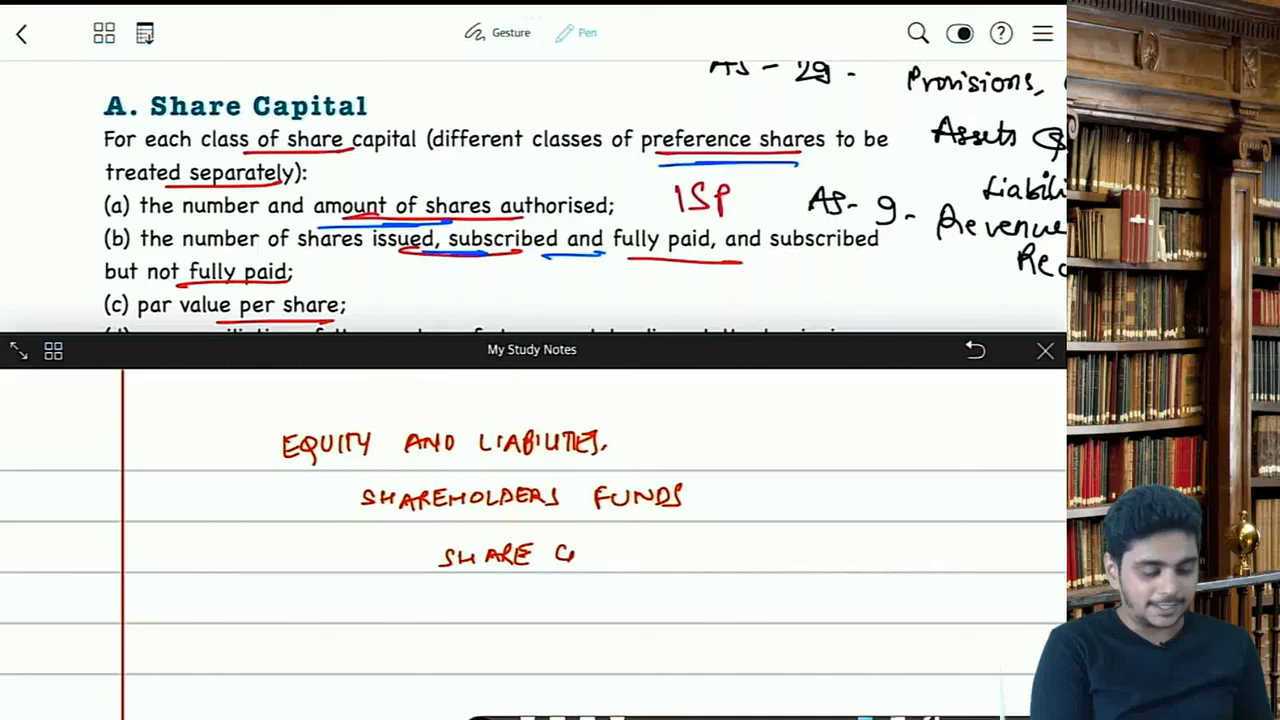 Gesture Pen
AS - 29 - Provisions,
A. Share Capital
For each class of share capital (different classes of preference shares to be
Assets &
treated separately):
Liabili
(a) the number and amount of shares authorised;
ISP
AS- 9 - Revenue
(b) the number of shares issued, subscribed and fully paid, and subscribed
Rec
but not fully paid;
(c) par value per share;
My Study Notes
EQUITY AND LIABILITIES.
SHAREHOLDERS FUNDS
SHARE